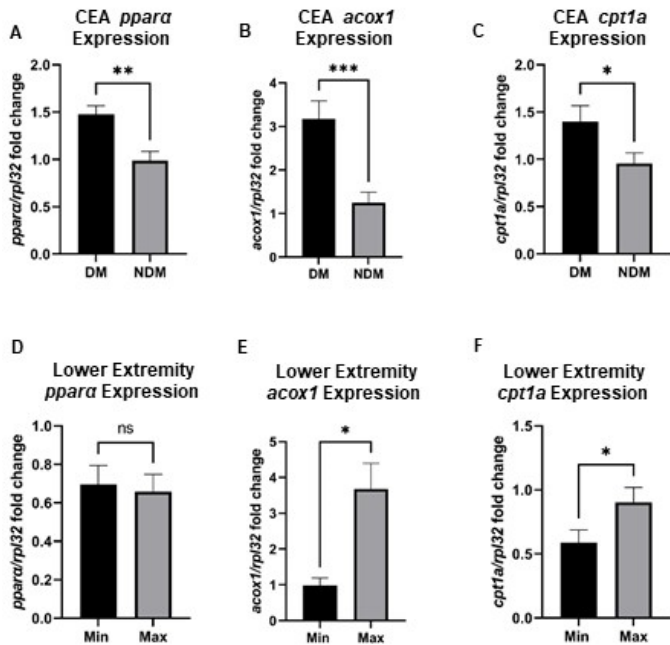 A
CEA pparα
Expression
pparα/rpl32 fold change
2.0
1.5
1.0
0.5
0.0
**
DM NDM
B
CEA acox1
Expression
acox1/rpl32 fold change
4
3
2
1
0
***
DM NDM
C
CEA cpt1a
Expression
cpt1a/rpl32 fold change
2.0
1.5
1.0
0.5
0.0
*
DM NDM
D
Lower Extremity
pparα Expression
pparα/rpl32 fold change
1.0
0.8
0.6
0.4
0.2
0.0
ns
Min Max
E
Lower Extremity
acox1 Expression
acox1/rpl32 fold change
5
4
3
2
1
0
*
Min Max
F
Lower Extremity
cpt1a Expression
cpt1a/rpl32 fold change
1.5
1.0
0.5
0.0
*
Min Max